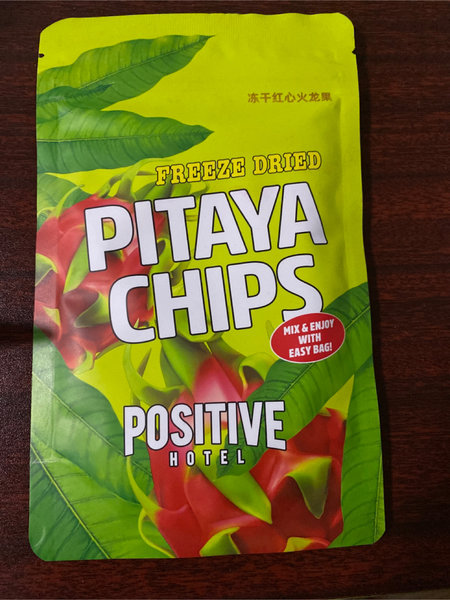 冻干红心火龙果
FREEZE DRIED
PITAYA
CHIPS
MIX & ENJOY
WITH
EASY BAG!
POSITIVE
HOTEL